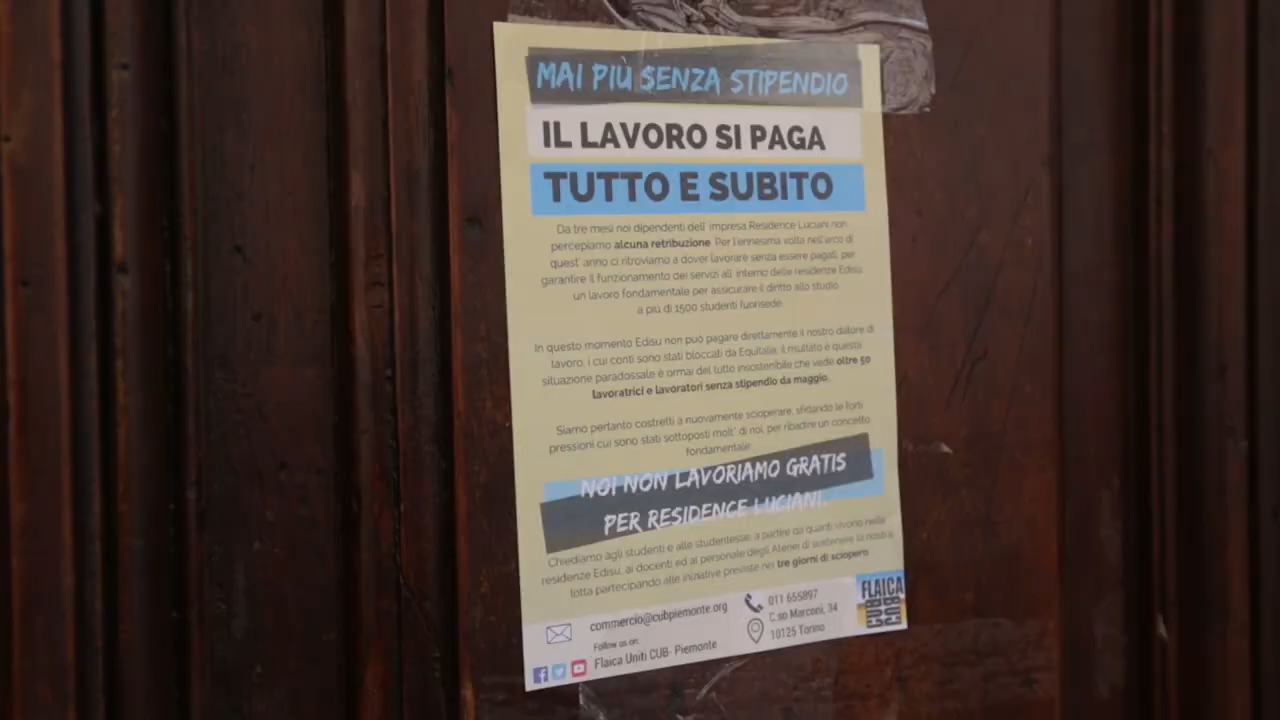 MAI PIÙ SENZA STIPENDIO
IL LAVORO SI PAGA
TUTTO E SUBITO
Da tre mesi noi dipendenti dell' impresa Residence Luciani non
percepiamo alcuna retribuzione. Per l'ennesima volta nell'arco di
quest' anno ci ritroviamo a dover lavorare senza essere pagati, per
garantire il funzionamento dei servizi all' interno delle residenze Edisu,
un lavoro fondamentale per assicurare il diritto allo studio
a più di 1500 studenti fuorisede.
In questo momento Edisu non può pagare direttamente il nostro datore di
lavoro, i cui conti sono stati bloccati da Equitalia, il risultato è questa
situazione paradossale è ormai del tutto insostenibile che vede oltre 50
lavoratrici e lavoratori senza stipendio da maggio.
Siamo pertanto costretti a nuovamente scioperare, sfidando le forti
pressioni cui sono stati sottoposti molt* di noi, per ribadire un concetto
fondamentale:
NOI NON LAVORIAMO GRATIS
PER RESIDENCE LUCIANI.
Chiediamo agli studenti e alle studentesse, a partire da quanti vivono nelle
residenze Edisu, ai docenti ed al personale degli Atenei di sostenere la nostra
lotta partecipando alle iniziative previste nei tre giorni di sciopero
commercio@cubpiemonte.org
Follow us on:
Flaica Uniti CUB- Piemonte
011 655897
C.so Marconi, 34
10125 Torino
FLAICA
CUB